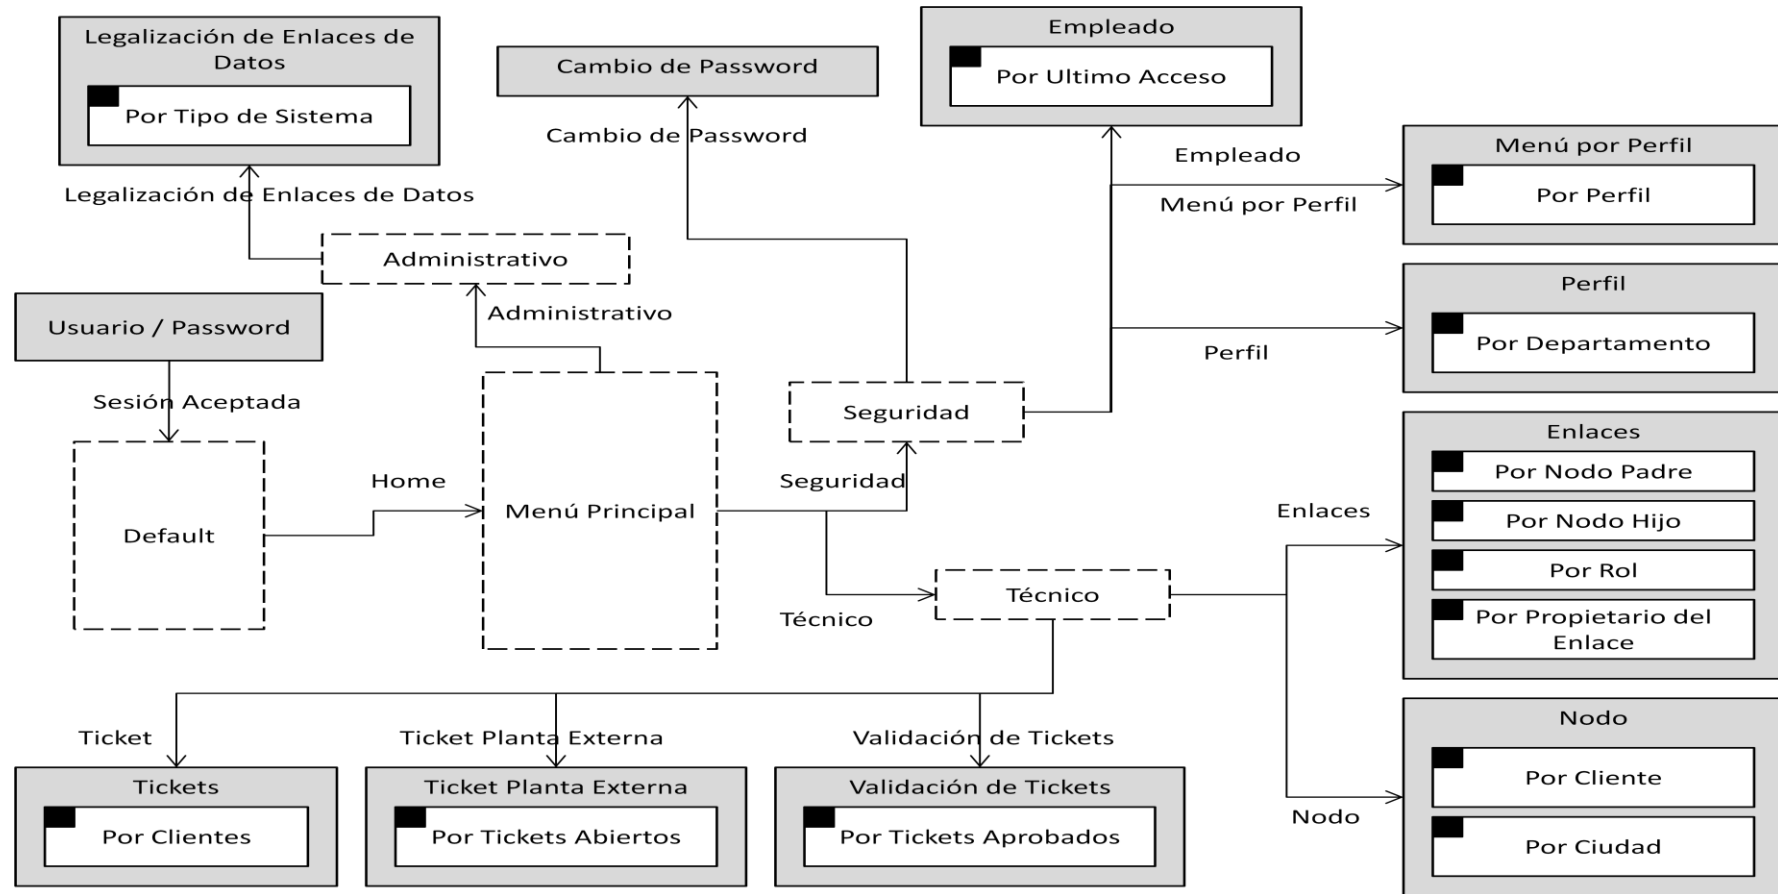 Legalización de Enlaces de
Datos
Por Tipo de Sistema
Legalización de Enlaces de Datos
Cambio de Password
Cambio de Password
Empleado
Por Ultimo Acceso
Empleado
Menú por Perfil
Menú por Perfil
Por Perfil
Administrativo
Administrativo
Usuario / Password
Sesión Aceptada
Default
Home
Menú Principal
Seguridad
Seguridad
Perfil
Perfil
Por Departamento
Enlaces
Enlaces
Por Nodo Padre
Por Nodo Hijo
Por Rol
Por Propietario del
Enlace
Técnico
Técnico
Nodo
Nodo
Por Cliente
Por Ciudad
Ticket
Tickets
Por Clientes
Ticket Planta Externa
Ticket Planta Externa
Por Tickets Abiertos
Validación de Tickets
Validación de Tickets
Por Tickets Aprobados